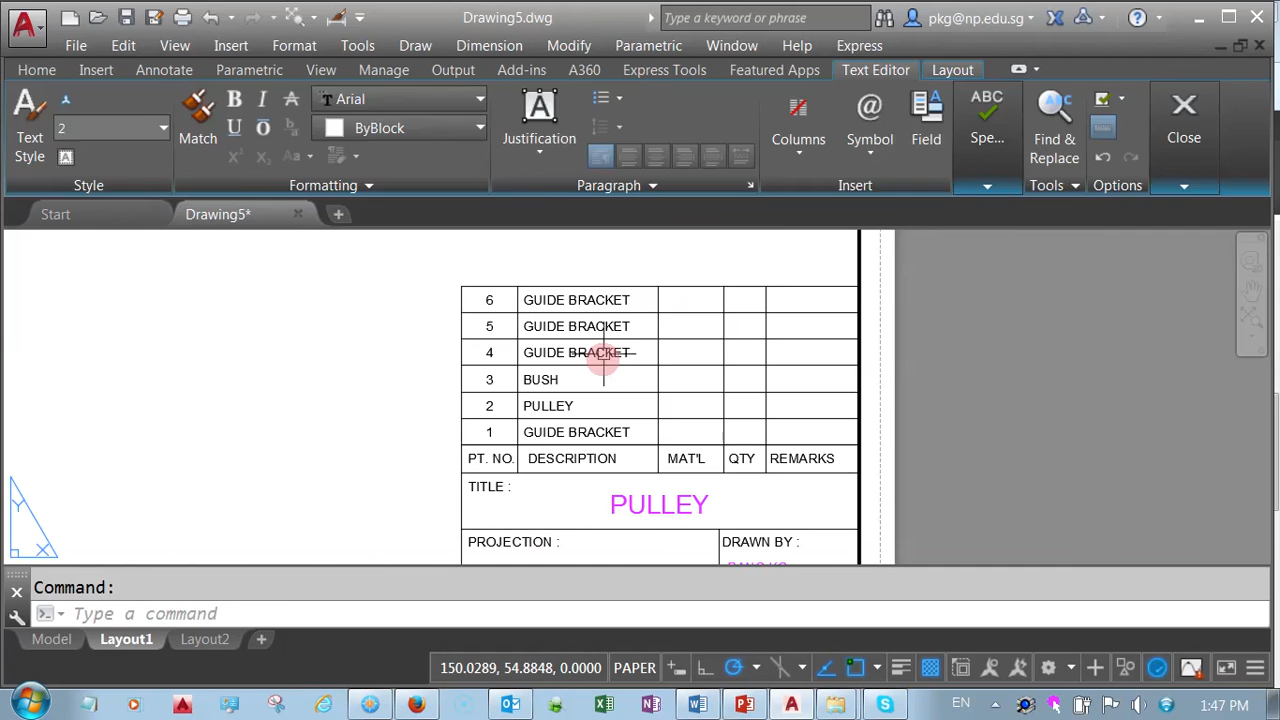 Drawing5.dwg
Type a keyword or phrase
pkg@np.edu.sg
File Edit View Insert Format Tools Draw Dimension Modify Parametric Window Help Express
Home Insert Annotate Parametric View Manage Output Add-ins A360 Express Tools Featured Apps Text Editor Layout
A
Text
Style
2
Match
B I A
U O
Arial
ByBlock
Justification
Columns
Symbol
Field
ABC
Spe...
Find &
Replace
Close
Style Formatting Paragraph Insert Tools Options
Start Drawing5*
6 GUIDE BRACKET
5 GUIDE BRACKET
4 GUIDE BRACKET
3 BUSH
2 PULLEY
1 GUIDE BRACKET
PT. NO. DESCRIPTION MAT'L QTY REMARKS
TITLE :
PULLEY
PROJECTION : DRAWN BY :
Y
X
Command:
Type a command
Model Layout1 Layout2
150.0289, 54.8848, 0.0000 PAPER
EN 1:47 PM